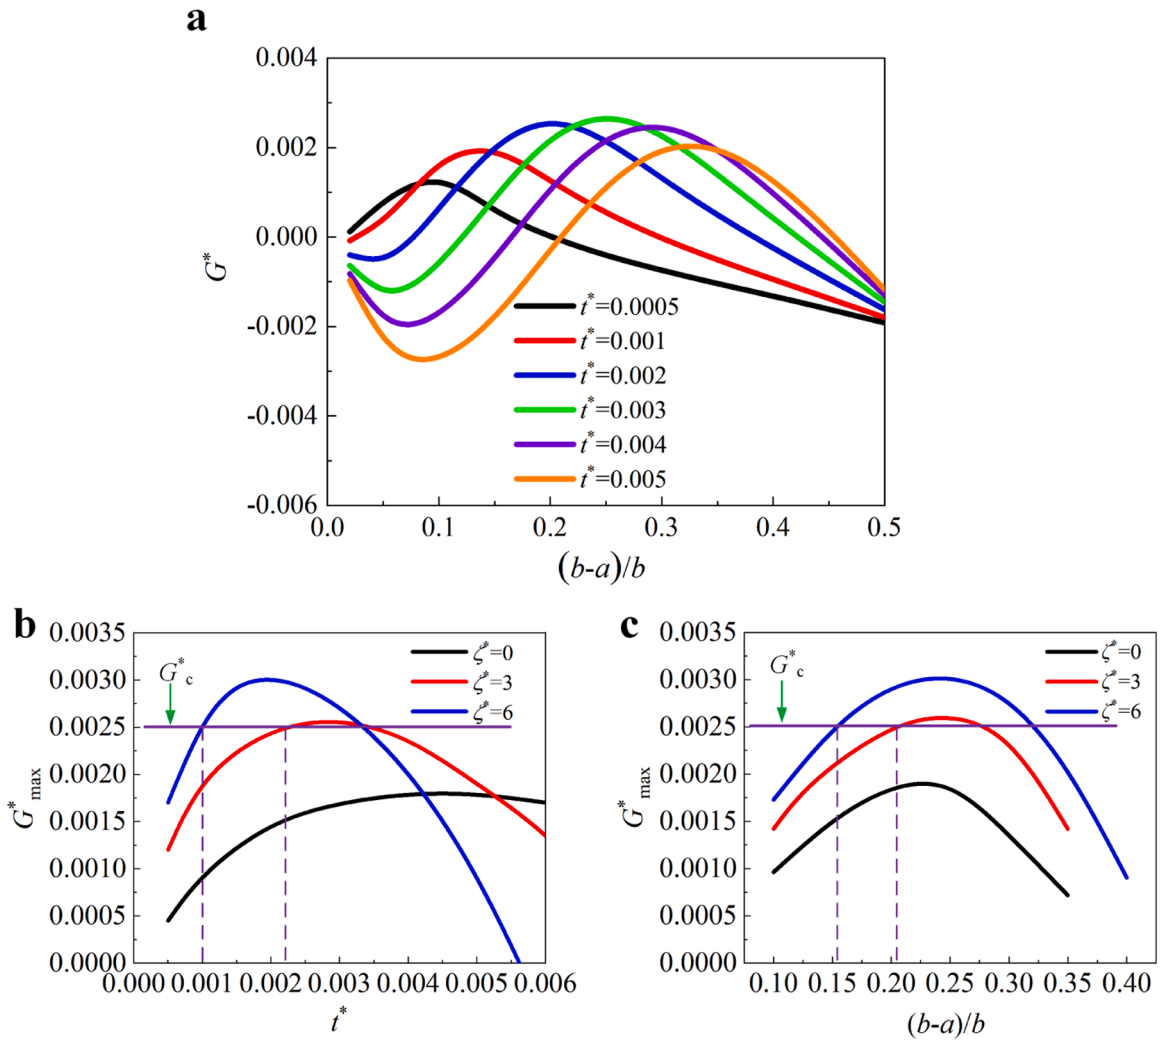 a
0.004
0.002
0.000
-0.002
-0.004
-0.006
G*
t*=0.0005
t*=0.001
t*=0.002
t*=0.003
t*=0.004
t*=0.005
0.0 0.1 0.2 0.3 0.4 0.5
(b-a)/b
b
0.0035
0.0030
0.0025
0.0020
0.0015
0.0010
0.0005
0.0000
G*max
G*c
ζ*=0
ζ*=3
ζ*=6
0.000 0.001 0.002 0.003 0.004 0.005 0.006
t*
c
0.0035
0.0030
0.0025
0.0020
0.0015
0.0010
0.0005
0.0000
G*max
G*c
ζ*=0
ζ*=3
ζ*=6
0.10 0.15 0.20 0.25 0.30 0.35 0.40
(b-a)/b